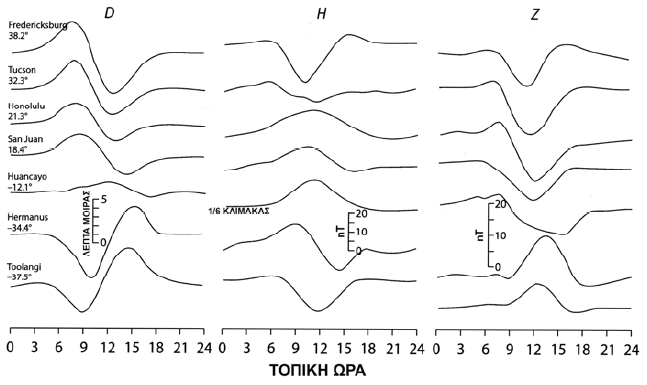 D H Z
Fredericksburg
38.2°
Tucson
32.3°
Honolulu
21.3°
San Juan
18.4°
Huancayo
−12.1°
Hermanus
−34.4°
Toolangi
−37.5°
ΛΕΠΤΑ ΜΟΙΡΑΣ
5
0
1/6 ΚΛΙΜΑΚΑΣ
nT
20
10
0
nT
20
10
0
0 3 6 9 12 15 18 21 24 0 3 6 9 12 15 18 21 24 0 3 6 9 12 15 18 21 24
ΤΟΠΙΚΗ ΩΡΑ